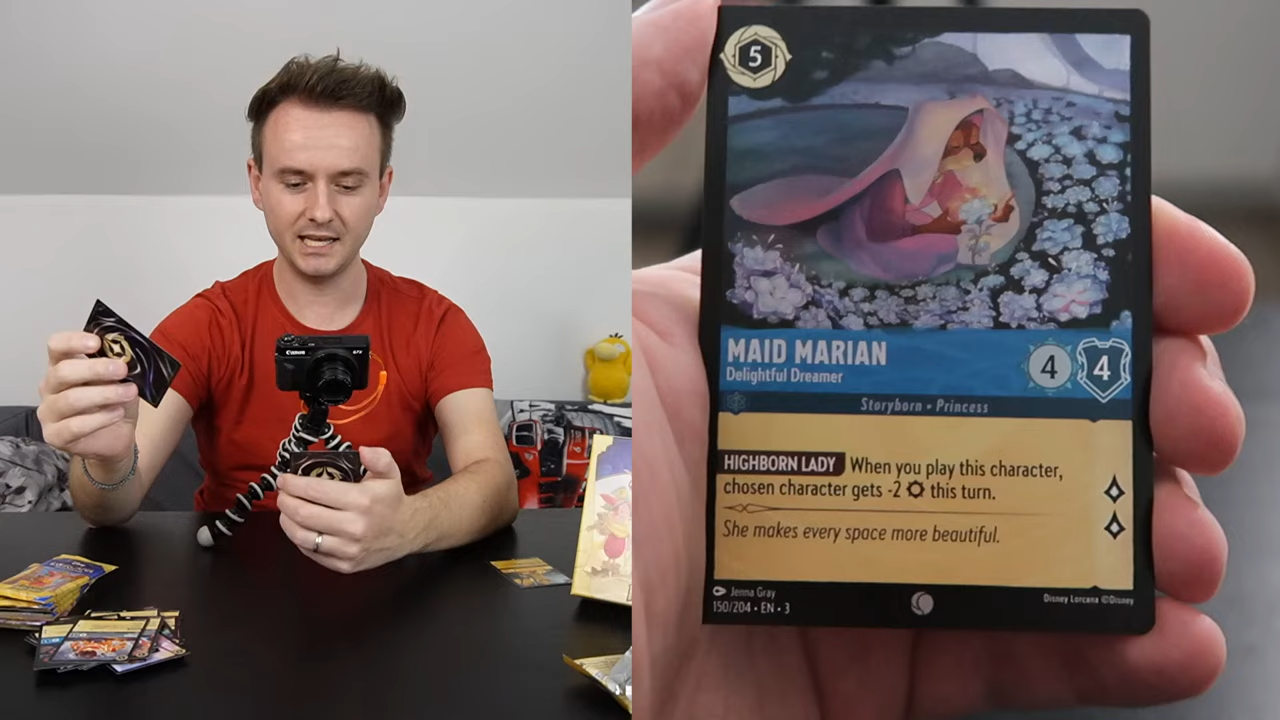 Canon
G7X
5
MAID MARIAN
Delightful Dreamer
4
4
Storyborn • Princess
HIGHBORN LADY When you play this character,
chosen character gets -2 this turn.
She makes every space more beautiful.
Jenna Gray
150/204 • EN • 3
Disney Lorcana ©Disney